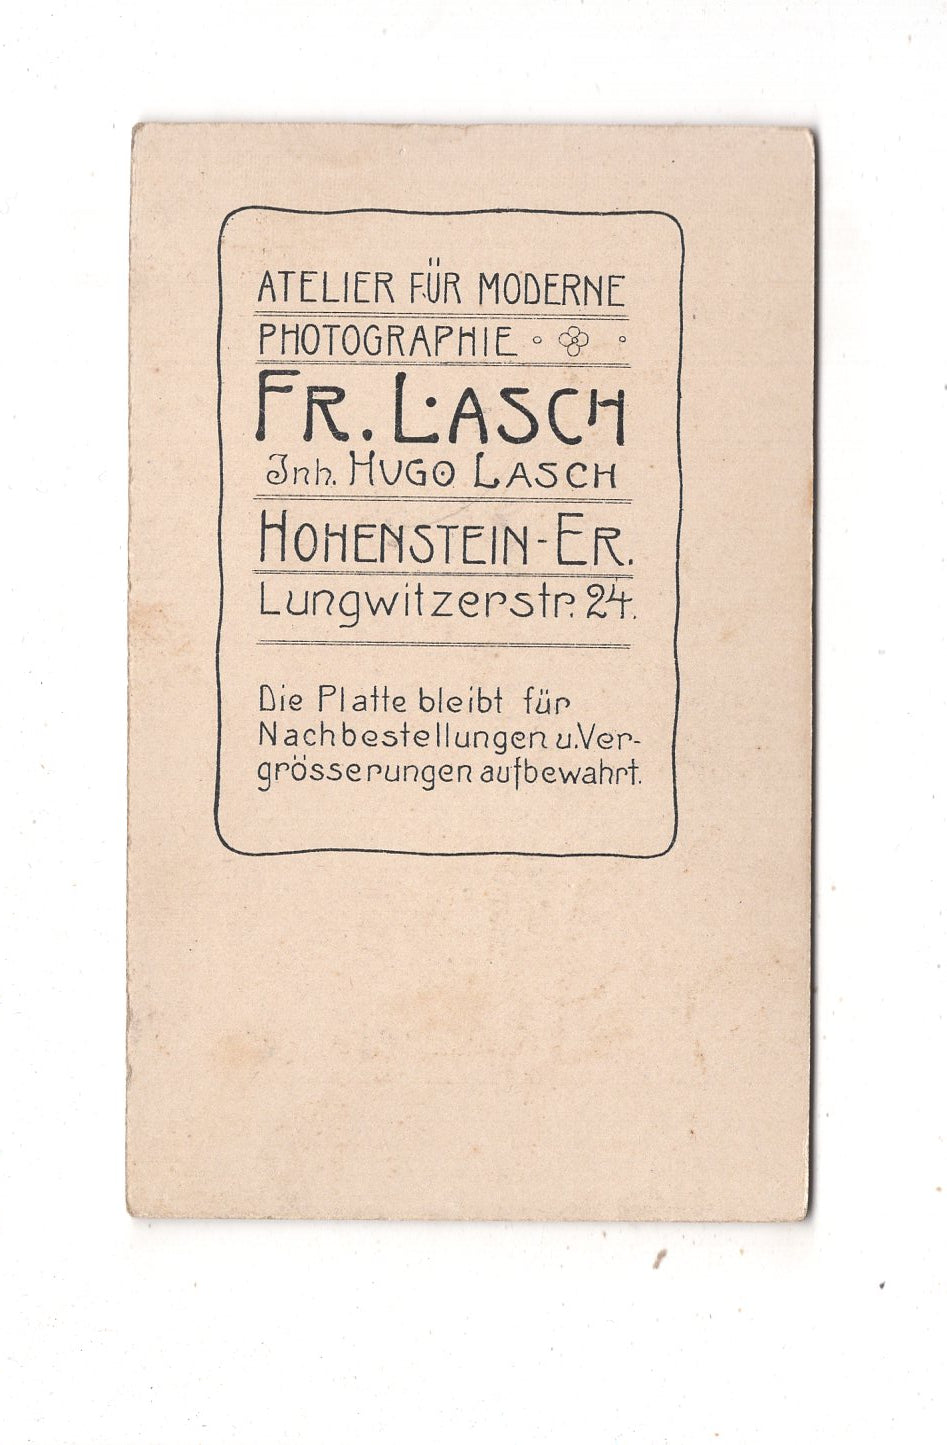 ATELIER FÜR MODERNE
PHOTOGRAPHIE
FR. LASCH
Inh. HUGO LASCH
HOHENSTEIN-ER.
Lungwitzerstr. 24.
Die Platte bleibt für
Nachbestellungen u.Ver-
grösserungen aufbewahrt.